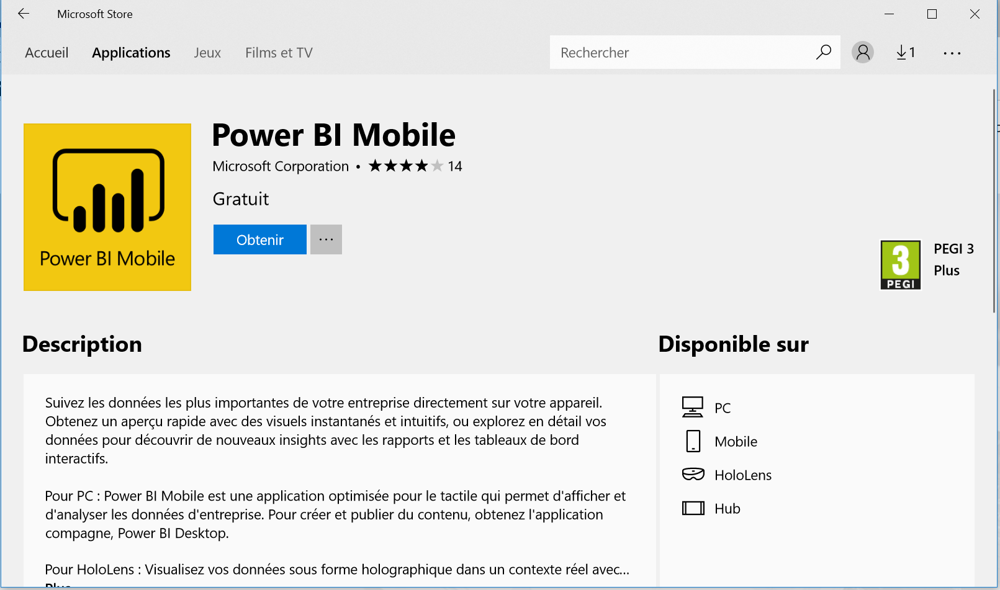 Microsoft Store
Accueil Applications Jeux Films et TV Rechercher 1
Power BI Mobile
Power BI Mobile
Microsoft Corporation • ★★★★★ 14
Gratuit
Obtenir ...
3
PEGI
PEGI 3
Plus
Description
Suivez les données les plus importantes de votre entreprise directement sur votre appareil.
Obtenez un aperçu rapide avec des visuels instantanés et intuitifs, ou explorez en détail vos
données pour découvrir de nouveaux insights avec les rapports et les tableaux de bord
interactifs.
Pour PC : Power BI Mobile est une application optimisée pour le tactile qui permet d'afficher et
d'analyser les données d'entreprise. Pour créer et publier du contenu, obtenez l'application
compagne, Power BI Desktop.
Pour HoloLens : Visualisez vos données sous forme holographique dans un contexte réel avec...
Plus
Disponible sur
PC
Mobile
HoloLens
Hub